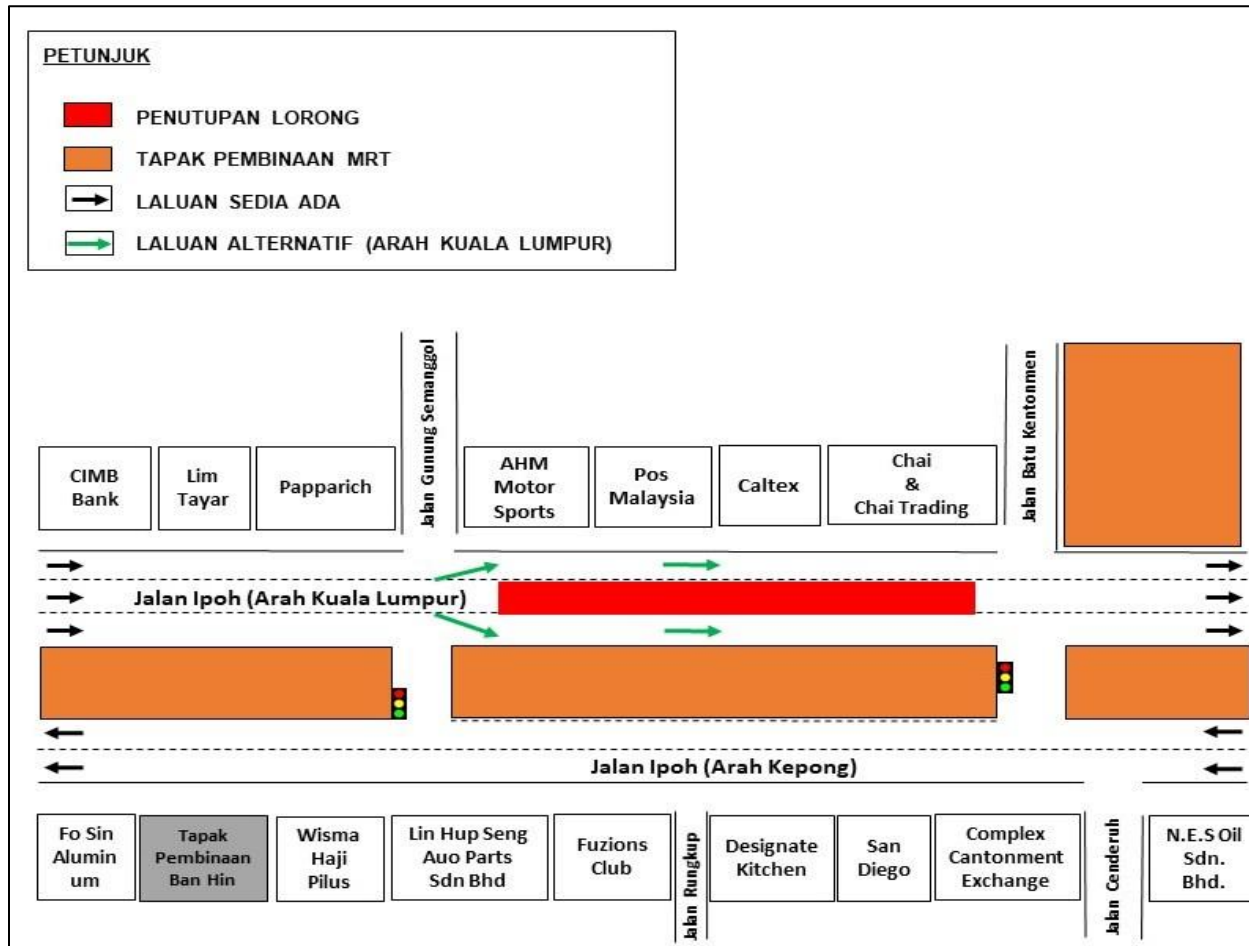 PETUNJUK
PENUTUPAN LORONG
TAPAK PEMBINAAN MRT
LALUAN SEDIA ADA
LALUAN ALTERNATIF (ARAH KUALA LUMPUR)
CIMB
Bank
Lim
Tayar
Papparich
Jalan Gunung Semanggol
AHM
Motor
Sports
Pos
Malaysia
Caltex
Chai
&
Chai Trading
Jalan Batu Kentonmen
Jalan Ipoh (Arah Kuala Lumpur)
Jalan Ipoh (Arah Kepong)
Fo Sin
Alumin
um
Tapak
Pembinaan
Ban Hin
Wisma
Haji
Pilus
Lin Hup Seng
Auo Parts
Sdn Bhd
Fuzions
Club
Jalan Rungkup
Designate
Kitchen
San
Diego
Complex
Cantonment
Exchange
Jalan Cenderuh
N.E.S Oil
Sdn.
Bhd.